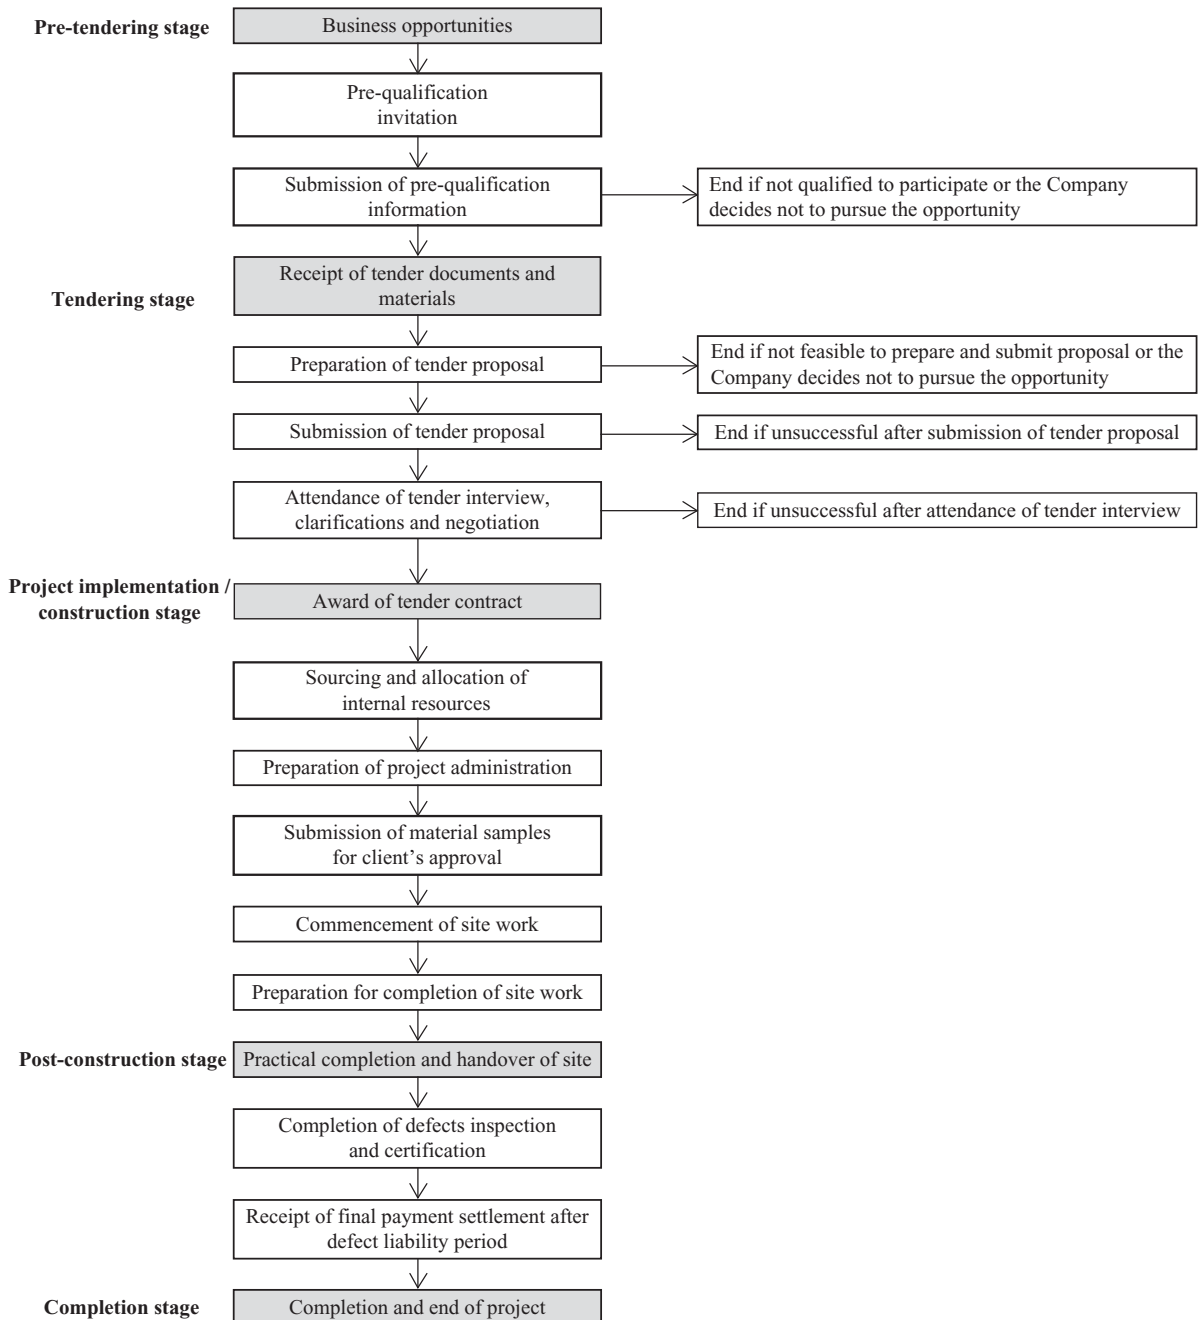 Pre-tendering stage
Business opportunities
Pre-qualification
invitation
Submission of pre-qualification
information
End if not qualified to participate or the Company
decides not to pursue the opportunity
Tendering stage
Receipt of tender documents and
materials
Preparation of tender proposal
End if not feasible to prepare and submit proposal or the
Company decides not to pursue the opportunity
Submission of tender proposal
End if unsuccessful after submission of tender proposal
Attendance of tender interview,
clarifications and negotiation
End if unsuccessful after attendance of tender interview
Project implementation /
construction stage
Award of tender contract
Sourcing and allocation of
internal resources
Preparation of project administration
Submission of material samples
for client’s approval
Commencement of site work
Preparation for completion of site work
Post-construction stage
Practical completion and handover of site
Completion of defects inspection
and certification
Receipt of final payment settlement after
defect liability period
Completion stage
Completion and end of project